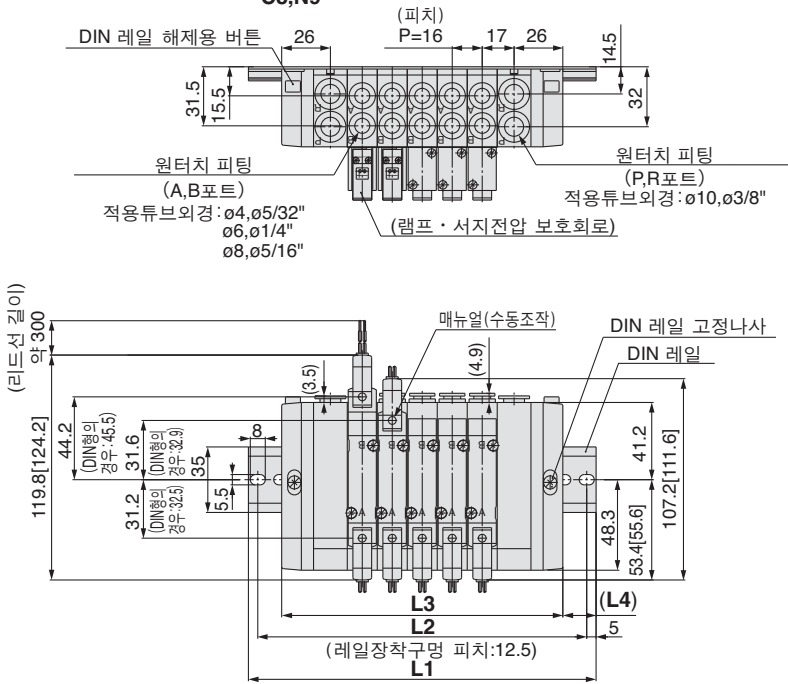 (피치)
DIN 레일 해제용 버튼
26
P=16
17
26
14.5
31.5
15.5
32
원터치 피팅
(A,B포트)
적용튜브외경:ø4,ø5/32"
ø6,ø1/4"
ø8,ø5/16"
원터치 피팅
(P,R포트)
적용튜브외경:ø10,ø3/8"
(램프・서지전압 보호회로)
(리드선 길이)
약 300
매뉴얼(수동조작)
DIN 레일 고정나사
DIN 레일
(3.5)
(4.9)
119.8[124.2]
44.2
(DIN형의
경우:45.5)
31.6
(DIN형의
경우:32.9)
8
35
5.5
31.2
(DIN형의
경우:32.5)
B B B B B
A A A A A
41.2
107.2[111.6]
48.3
53.4[55.6]
L3
(L4)
L2
5
(레일장착구멍 피치:12.5)
L1